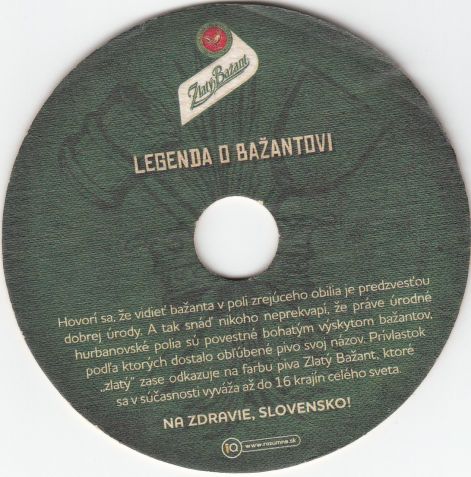 Zlatý Bažant
LEGENDA O BAŽANTOVI
Hovorí sa, že vidieť bažanta v poli zrejúceho obilia je predzvesťou
dobrej úrody. A tak snáď nikoho neprekvapí, že práve úrodné
hurbanovské polia sú povestné bohatým výskytom bažantov,
podľa ktorých dostalo obľúbené pivo svoj názov. Prívlastok
„zlatý" zase odkazuje na farbu piva Zlatý Bažant, ktoré
sa v súčasnosti vyváža až do 16 krajín celého sveta.
NA ZDRAVIE, SLOVENSKO!
iQ www.rozumne.sk